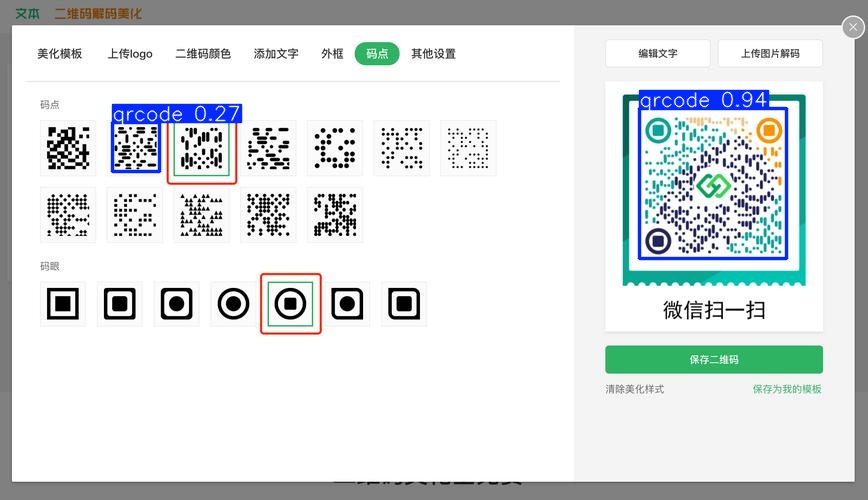 文本 二维码解码美化
美化模板 上传logo 二维码颜色 添加文字 外框 码点 其他设置
码点
qrcode 0.27
码眼
编辑文字 上传图片解码
qrcode 0.94
微信扫一扫
保存二维码
清除美化样式 保存为我的模板